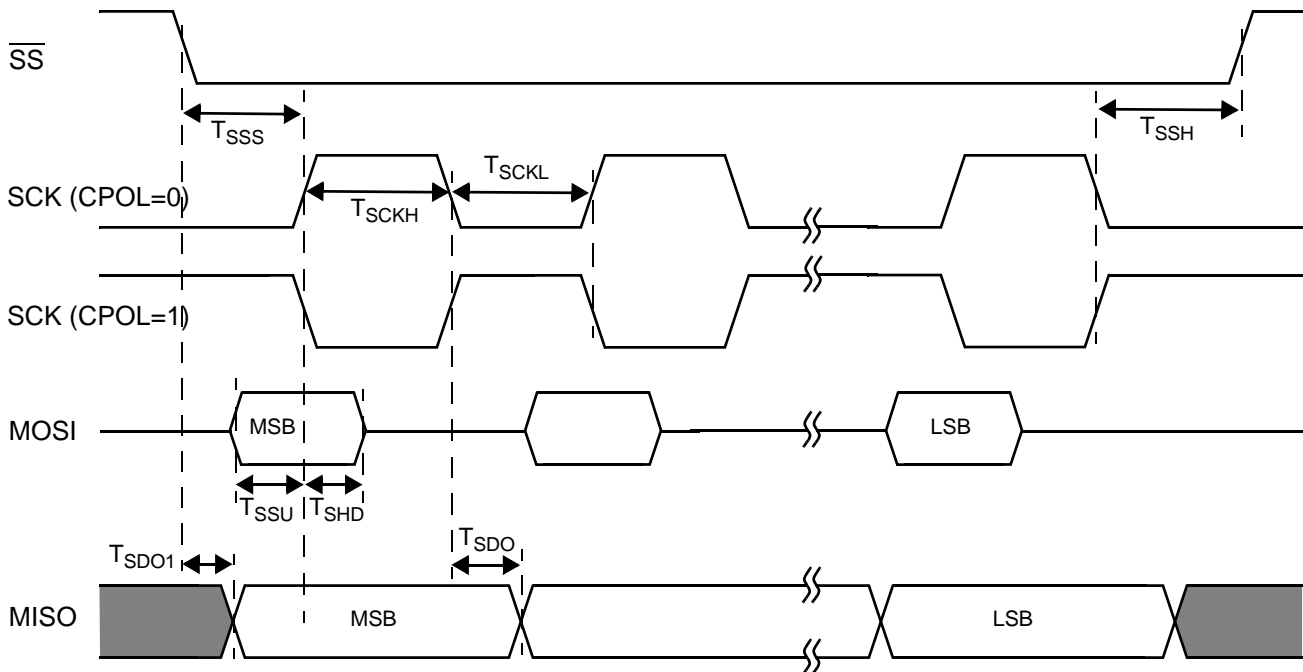 SS
TSSS
TSSH
TSCKL
SCK (CPOL=0)
TSCKH
SCK (CPOL=1)
MOSI
MSB
LSB
TSSU
TSHD
TSDO1
TSDO
MISO
MSB
LSB